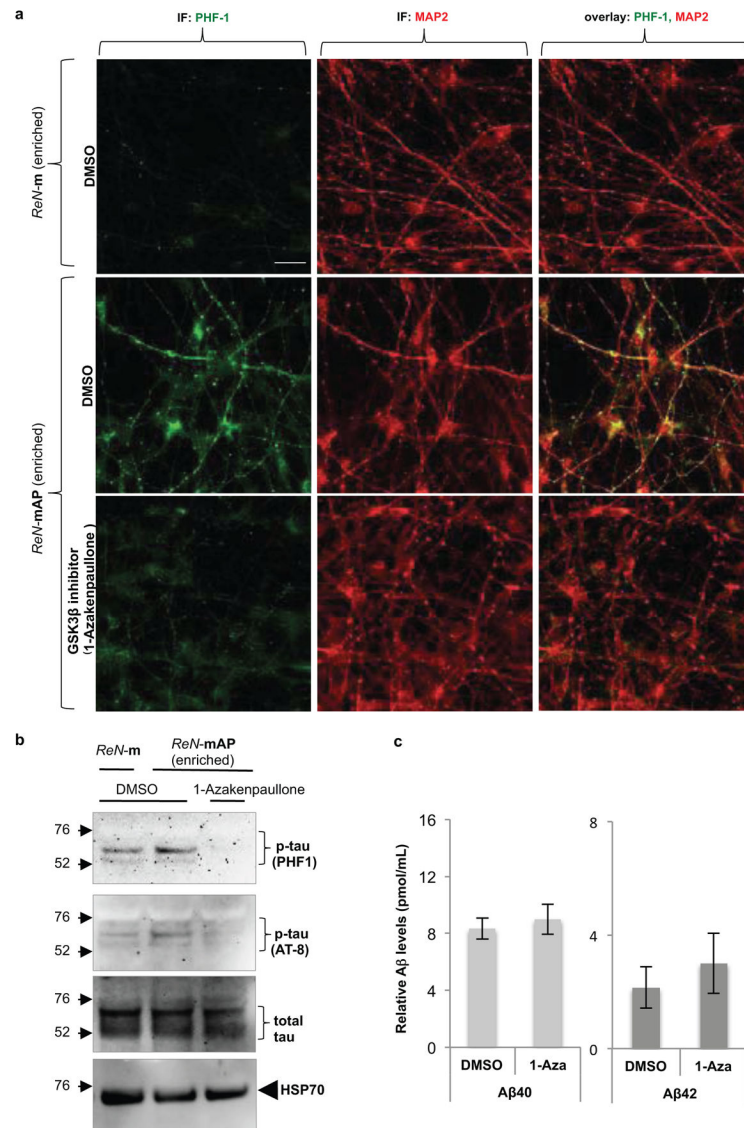 a
IF: PHF-1
IF: MAP2
overlay: PHF-1, MAP2
ReN-m (enriched)
DMSO
ReN-mAP (enriched)
DMSO
GSK3β inhibitor
(1-Azakenpaullone)
b
ReN-m
ReN-mAP
(enriched)
DMSO
1-Azakenpaullone
76
52
p-tau
(PHF1)
76
52
p-tau
(AT-8)
76
52
total
tau
76
HSP70
c
Relative Aβ levels (pmol/mL)
16
12
8
4
0
DMSO
1-Aza
Aβ40
8
4
0
DMSO
1-Aza
Aβ42